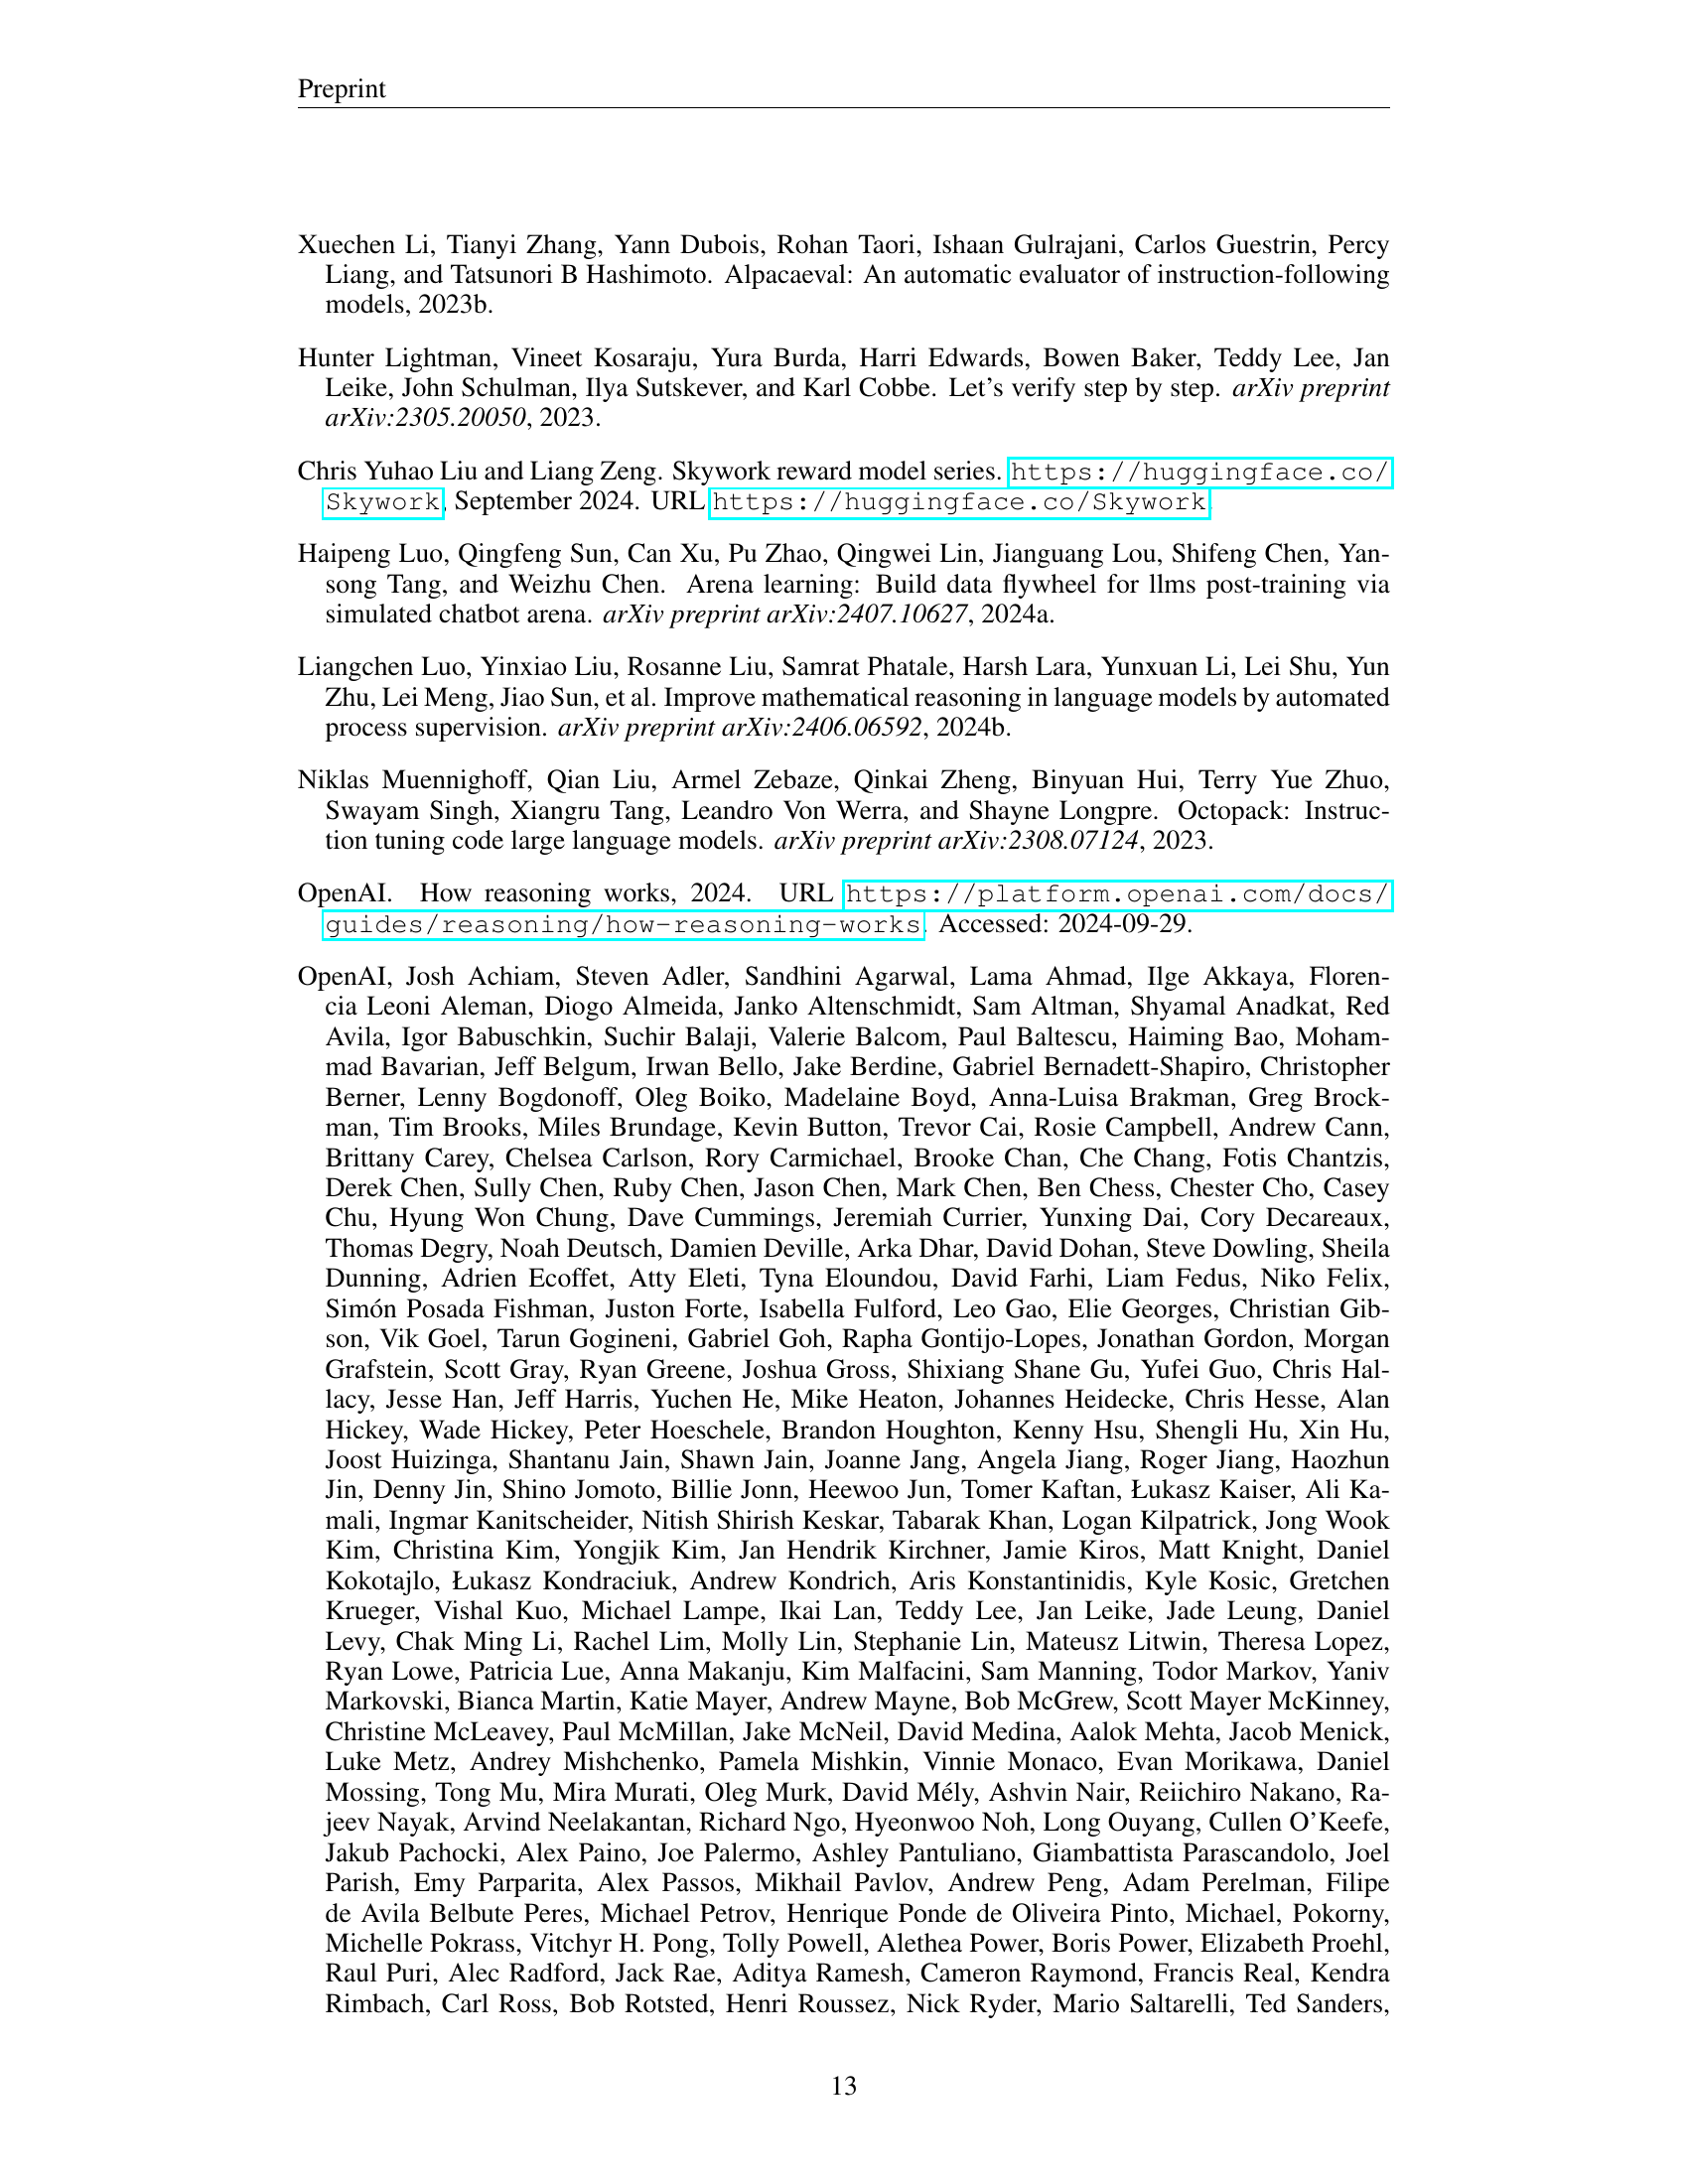 Preprint
Xuechen Li, Tianyi Zhang, Yann Dubois, Rohan Taori, Ishaan Gulrajani, Carlos Guestrin, Percy
Liang, and Tatsunori B Hashimoto. Alpacaeval: An automatic evaluator of instruction-following
models, 2023b.
Hunter Lightman, Vineet Kosaraju, Yura Burda, Harri Edwards, Bowen Baker, Teddy Lee, Jan
Leike, John Schulman, Ilya Sutskever, and Karl Cobbe. Let's verify step by step. arXiv preprint
arXiv:2305.20050, 2023.
Chris Yuhao Liu and Liang Zeng. Skywork reward model series. https://huggingface.co/
Skywork, September 2024. URL https://huggingface.co/Skywork.
Haipeng Luo, Qingfeng Sun, Can Xu, Pu Zhao, Qingwei Lin, Jianguang Lou, Shifeng Chen, Yan-
song Tang, and Weizhu Chen. Arena learning: Build data flywheel for llms post-training via
simulated chatbot arena. arXiv preprint arXiv:2407.10627, 2024a.
Liangchen Luo, Yinxiao Liu, Rosanne Liu, Samrat Phatale, Harsh Lara, Yunxuan Li, Lei Shu, Yun
Zhu, Lei Meng, Jiao Sun, et al. Improve mathematical reasoning in language models by automated
process supervision. arXiv preprint arXiv:2406.06592, 2024b.
Niklas Muennighoff, Qian Liu, Armel Zebaze, Qinkai Zheng, Binyuan Hui, Terry Yue Zhuo,
Swayam Singh, Xiangru Tang, Leandro Von Werra, and Shayne Longpre. Octopack: Instruc-
tion tuning code large language models. arXiv preprint arXiv:2308.07124, 2023.
OpenAI. How reasoning works, 2024. URL https://platform.openai.com/docs/
guides/reasoning/how-reasoning-works. Accessed: 2024-09-29.
OpenAI, Josh Achiam, Steven Adler, Sandhini Agarwal, Lama Ahmad, Ilge Akkaya, Floren-
cia Leoni Aleman, Diogo Almeida, Janko Altenschmidt, Sam Altman, Shyamal Anadkat, Red
Avila, Igor Babuschkin, Suchir Balaji, Valerie Balcom, Paul Baltescu, Haiming Bao, Moham-
mad Bavarian, Jeff Belgum, Irwan Bello, Jake Berdine, Gabriel Bernadett-Shapiro, Christopher
Berner, Lenny Bogdonoff, Oleg Boiko, Madelaine Boyd, Anna-Luisa Brakman, Greg Brock-
man, Tim Brooks, Miles Brundage, Kevin Button, Trevor Cai, Rosie Campbell, Andrew Cann,
Brittany Carey, Chelsea Carlson, Rory Carmichael, Brooke Chan, Che Chang, Fotis Chantzis,
Derek Chen, Sully Chen, Ruby Chen, Jason Chen, Mark Chen, Ben Chess, Chester Cho, Casey
Chu, Hyung Won Chung, Dave Cummings, Jeremiah Currier, Yunxing Dai, Cory Decareaux,
Thomas Degry, Noah Deutsch, Damien Deville, Arka Dhar, David Dohan, Steve Dowling, Sheila
Dunning, Adrien Ecoffet, Atty Eleti, Tyna Eloundou, David Farhi, Liam Fedus, Niko Felix,
Simón Posada Fishman, Juston Forte, Isabella Fulford, Leo Gao, Elie Georges, Christian Gib-
son, Vik Goel, Tarun Gogineni, Gabriel Goh, Rapha Gontijo-Lopes, Jonathan Gordon, Morgan
Grafstein, Scott Gray, Ryan Greene, Joshua Gross, Shixiang Shane Gu, Yufei Guo, Chris Hal-
lacy, Jesse Han, Jeff Harris, Yuchen He, Mike Heaton, Johannes Heidecke, Chris Hesse, Alan
Hickey, Wade Hickey, Peter Hoeschele, Brandon Houghton, Kenny Hsu, Shengli Hu, Xin Hu,
Joost Huizinga, Shantanu Jain, Shawn Jain, Joanne Jang, Angela Jiang, Roger Jiang, Haozhun
Jin, Denny Jin, Shino Jomoto, Billie Jonn, Heewoo Jun, Tomer Kaftan, Łukasz Kaiser, Ali Ka-
mali, Ingmar Kanitscheider, Nitish Shirish Keskar, Tabarak Khan, Logan Kilpatrick, Jong Wook
Kim, Christina Kim, Yongjik Kim, Jan Hendrik Kirchner, Jamie Kiros, Matt Knight, Daniel
Kokotajlo, Łukasz Kondraciuk, Andrew Kondrich, Aris Konstantinidis, Kyle Kosic, Gretchen
Krueger, Vishal Kuo, Michael Lampe, Ikai Lan, Teddy Lee, Jan Leike, Jade Leung, Daniel
Levy, Chak Ming Li, Rachel Lim, Molly Lin, Stephanie Lin, Mateusz Litwin, Theresa Lopez,
Ryan Lowe, Patricia Lue, Anna Makanju, Kim Malfacini, Sam Manning, Todor Markov, Yaniv
Markovski, Bianca Martin, Katie Mayer, Andrew Mayne, Bob McGrew, Scott Mayer McKinney,
Christine McLeavey, Paul McMillan, Jake McNeil, David Medina, Aalok Mehta, Jacob Menick,
Luke Metz, Andrey Mishchenko, Pamela Mishkin, Vinnie Monaco, Evan Morikawa, Daniel
Mossing, Tong Mu, Mira Murati, Oleg Murk, David Mély, Ashvin Nair, Reiichiro Nakano, Ra-
jeev Nayak, Arvind Neelakantan, Richard Ngo, Hyeonwoo Noh, Long Ouyang, Cullen O'Keefe,
Jakub Pachocki, Alex Paino, Joe Palermo, Ashley Pantuliano, Giambattista Parascandolo, Joel
Parish, Emy Parparita, Alex Passos, Mikhail Pavlov, Andrew Peng, Adam Perelman, Filipe
de Avila Belbute Peres, Michael Petrov, Henrique Ponde de Oliveira Pinto, Michael, Pokorny,
Michelle Pokrass, Vitchyr H. Pong, Tolly Powell, Alethea Power, Boris Power, Elizabeth Proehl,
Raul Puri, Alec Radford, Jack Rae, Aditya Ramesh, Cameron Raymond, Francis Real, Kendra
Rimbach, Carl Ross, Bob Rotsted, Henri Roussez, Nick Ryder, Mario Saltarelli, Ted Sanders,
13